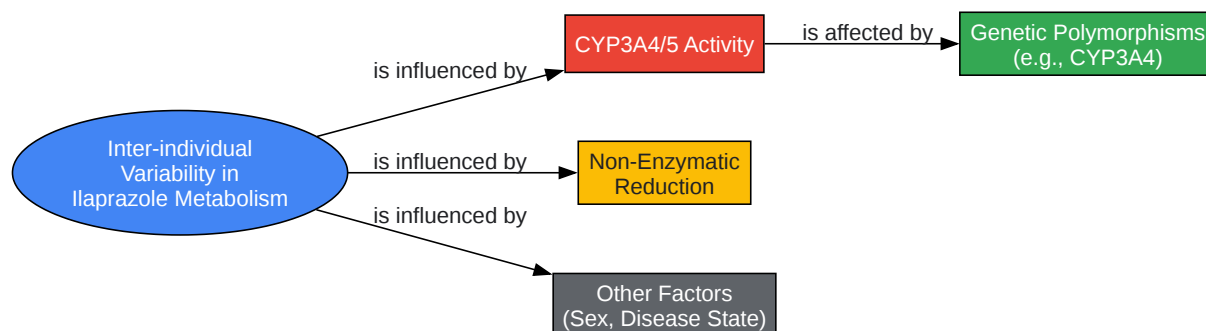 CYP3A4/5 Activity
is affected by
Genetic Polymorphisms
(e.g., CYP3A4)
is influenced by
Inter-individual
Variability in
Ilaprazole Metabolism
is influenced by
Non-Enzymatic
Reduction
is influenced by
Other Factors
(Sex, Disease State)